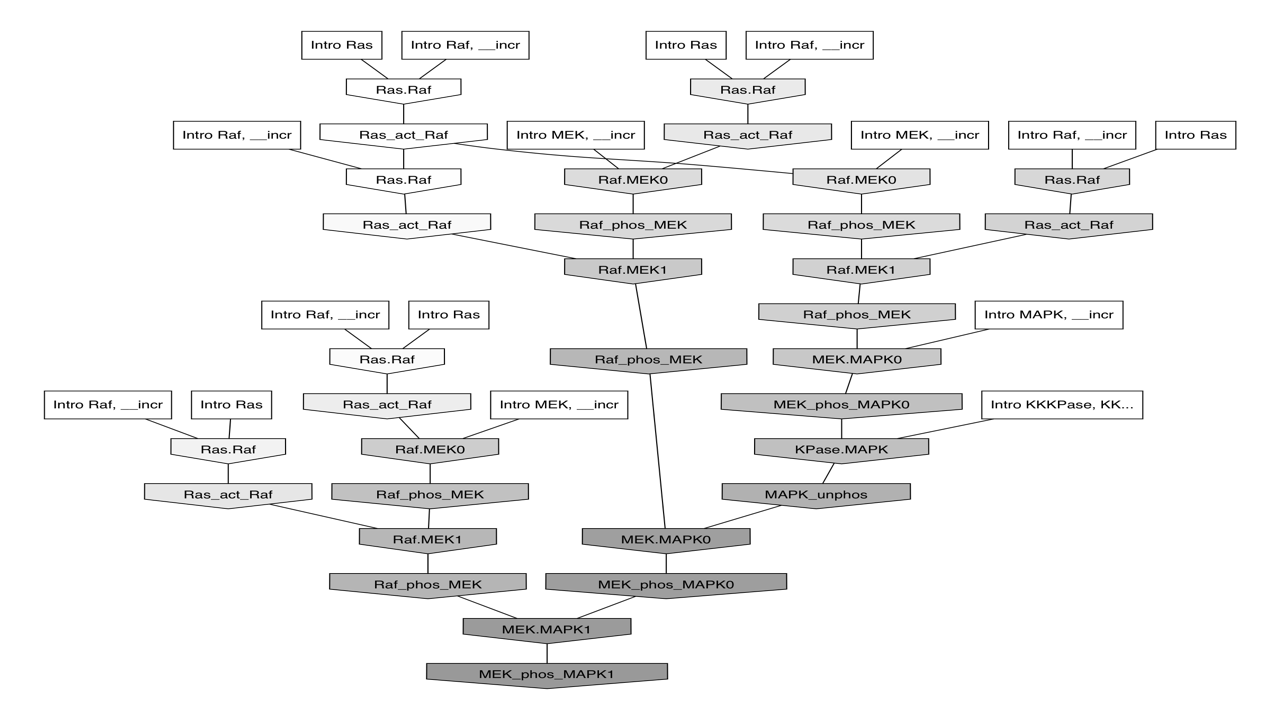 Intro Ras
Intro Raf, __incr
Intro Ras
Intro Raf, __incr
Ras.Raf
Ras.Raf
Intro Raf, __incr
Ras_act_Raf
Intro MEK, __incr
Ras_act_Raf
Intro MEK, __incr
Intro Raf, __incr
Intro Ras
Ras.Raf
Raf.MEK0
Raf.MEK0
Ras.Raf
Ras_act_Raf
Raf_phos_MEK
Raf_phos_MEK
Ras_act_Raf
Raf.MEK1
Raf.MEK1
Intro Raf, __incr
Intro Ras
Raf_phos_MEK
Intro MAPK, __incr
Ras.Raf
Raf_phos_MEK
MEK.MAPK0
Intro Raf, __incr
Intro Ras
Ras_act_Raf
Intro MEK, __incr
MEK_phos_MAPK0
Intro KKKPase, KK...
Ras.Raf
Raf.MEK0
KPase.MAPK
Ras_act_Raf
Raf_phos_MEK
MAPK_unphos
Raf.MEK1
MEK.MAPK0
Raf_phos_MEK
MEK_phos_MAPK0
MEK.MAPK1
MEK_phos_MAPK1